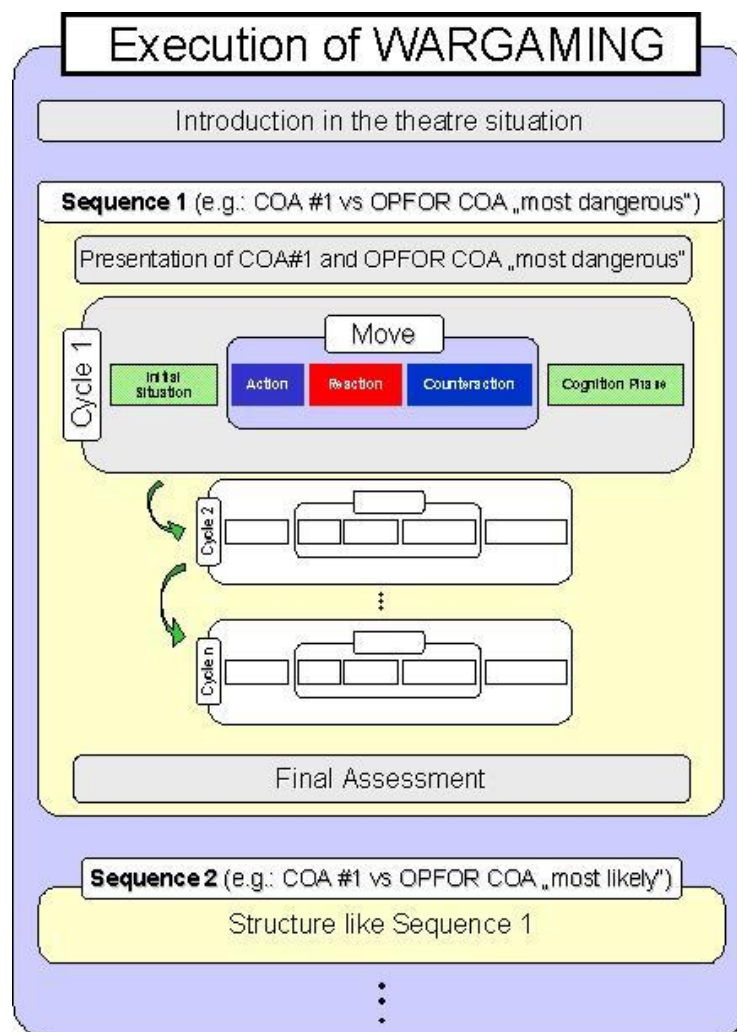 Execution of WARGAMING
Introduction in the theatre situation
Sequence 1 (e.g.: COA #1 vs OPFOR COA „most dangerous“)
Presentation of COA#1 and OPFOR COA „most dangerous“
Cycle 1
Move
Initial
Situation
Action
Reaction
Counteraction
Cognition Phase
Cycle 2
⋮
Cycle n
Final Assessment
Sequence 2 (e.g.: COA #1 vs OPFOR COA „most likely“)
Structure like Sequence 1
⋮